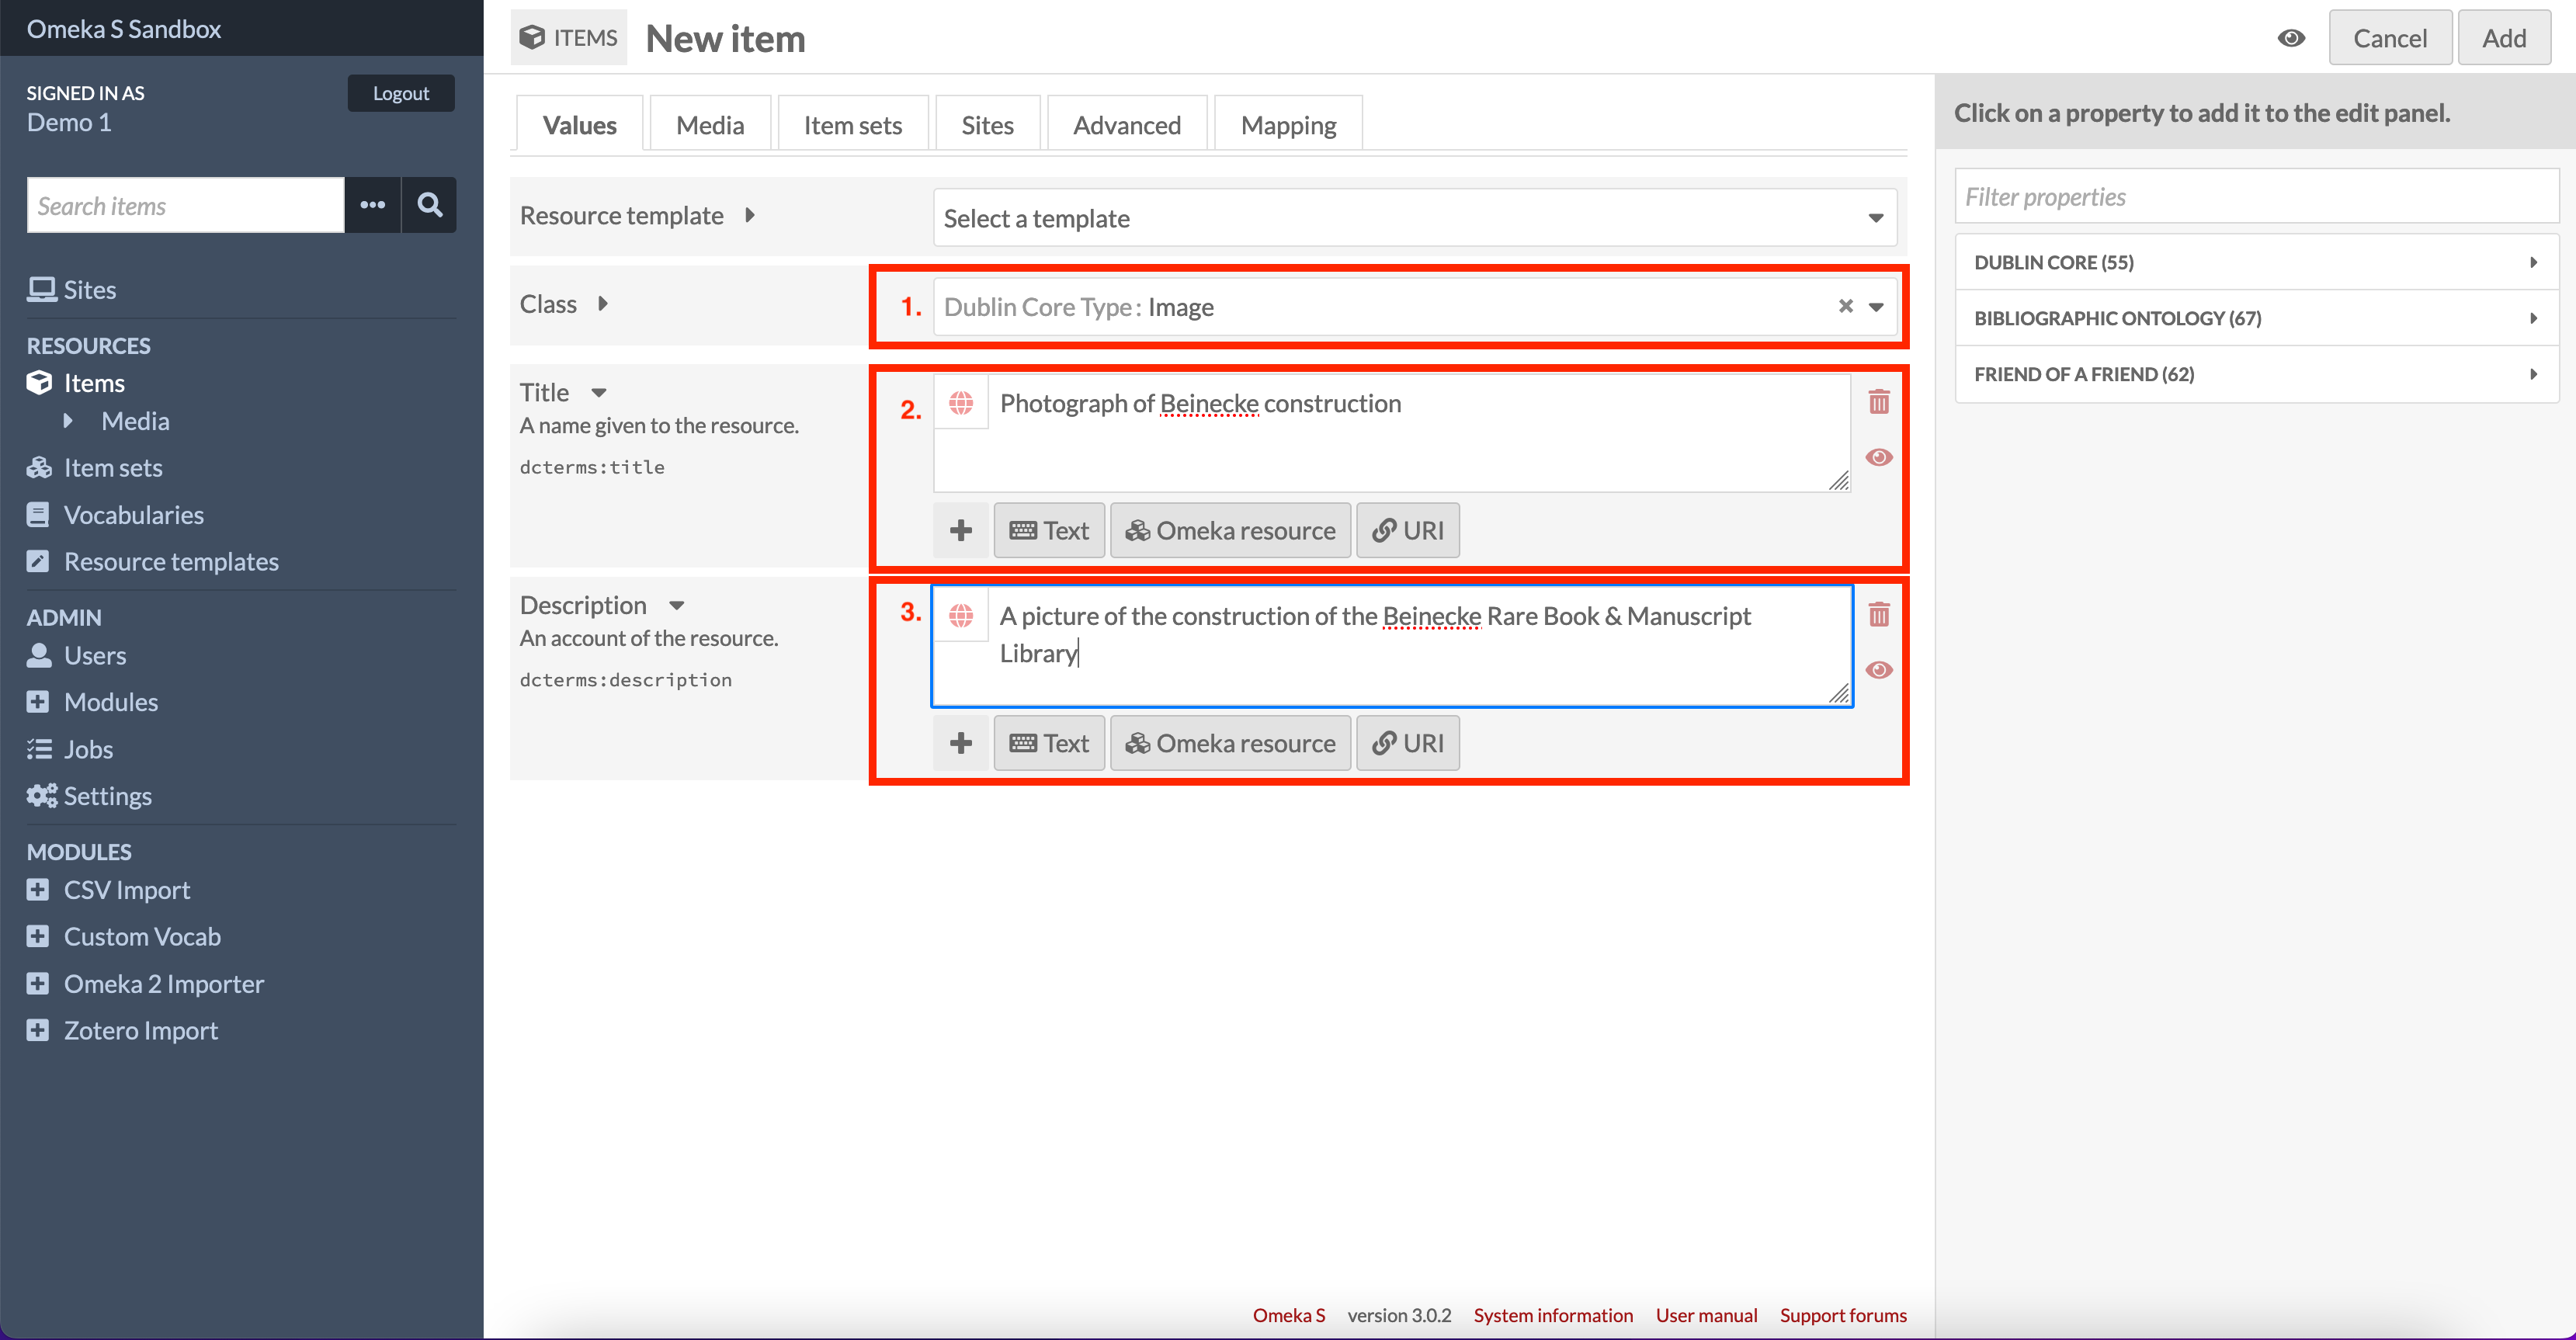 Omeka S Sandbox
SIGNED IN AS
Demo 1
Logout
Search items
Sites
RESOURCES
Items
Media
Item sets
Vocabularies
Resource templates
ADMIN
Users
Modules
Jobs
Settings
MODULES
CSV Import
Custom Vocab
Omeka 2 Importer
Zotero Import
ITEMS New item
Cancel Add
Values Media Item sets Sites Advanced Mapping
Resource template Select a template
Class 1. Dublin Core Type: Image
Title
A name given to the resource.
dcterms:title
2. Photograph of Beinecke construction
Text Omeka resource URI
Description
An account of the resource.
dcterms:description
3. A picture of the construction of the Beinecke Rare Book & Manuscript
Library
Text Omeka resource URI
Click on a property to add it to the edit panel.
Filter properties
DUBLIN CORE (55)
BIBLIOGRAPHIC ONTOLOGY (67)
FRIEND OF A FRIEND (62)
Omeka S version 3.0.2 System information User manual Support forums